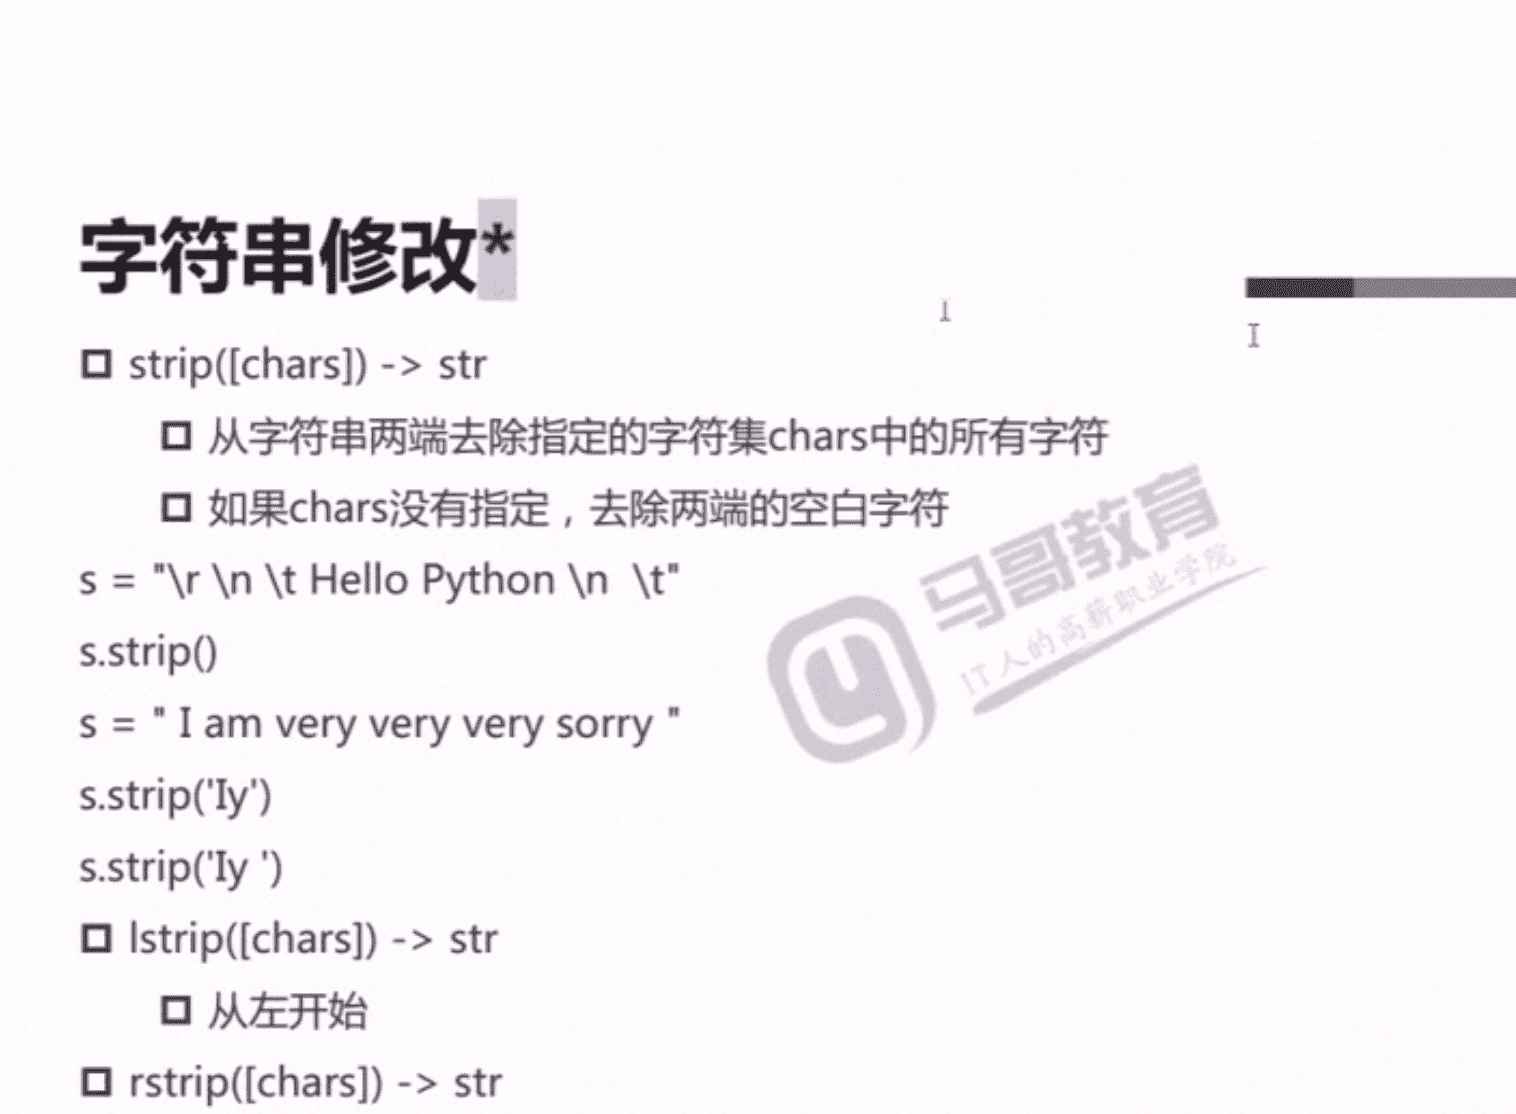 字符串修改*
strip([chars]) -> str
从字符串两端去除指定的字符集chars中的所有字符
如果chars没有指定，去除两端的空白字符
s = "\r \n \t Hello Python \n  \t"
s.strip()
s = " I am very very very sorry "
s.strip('Iy')
s.strip('Iy ')
lstrip([chars]) -> str
从左开始
rstrip([chars]) -> str
马哥教育
IT人的高薪职业学院